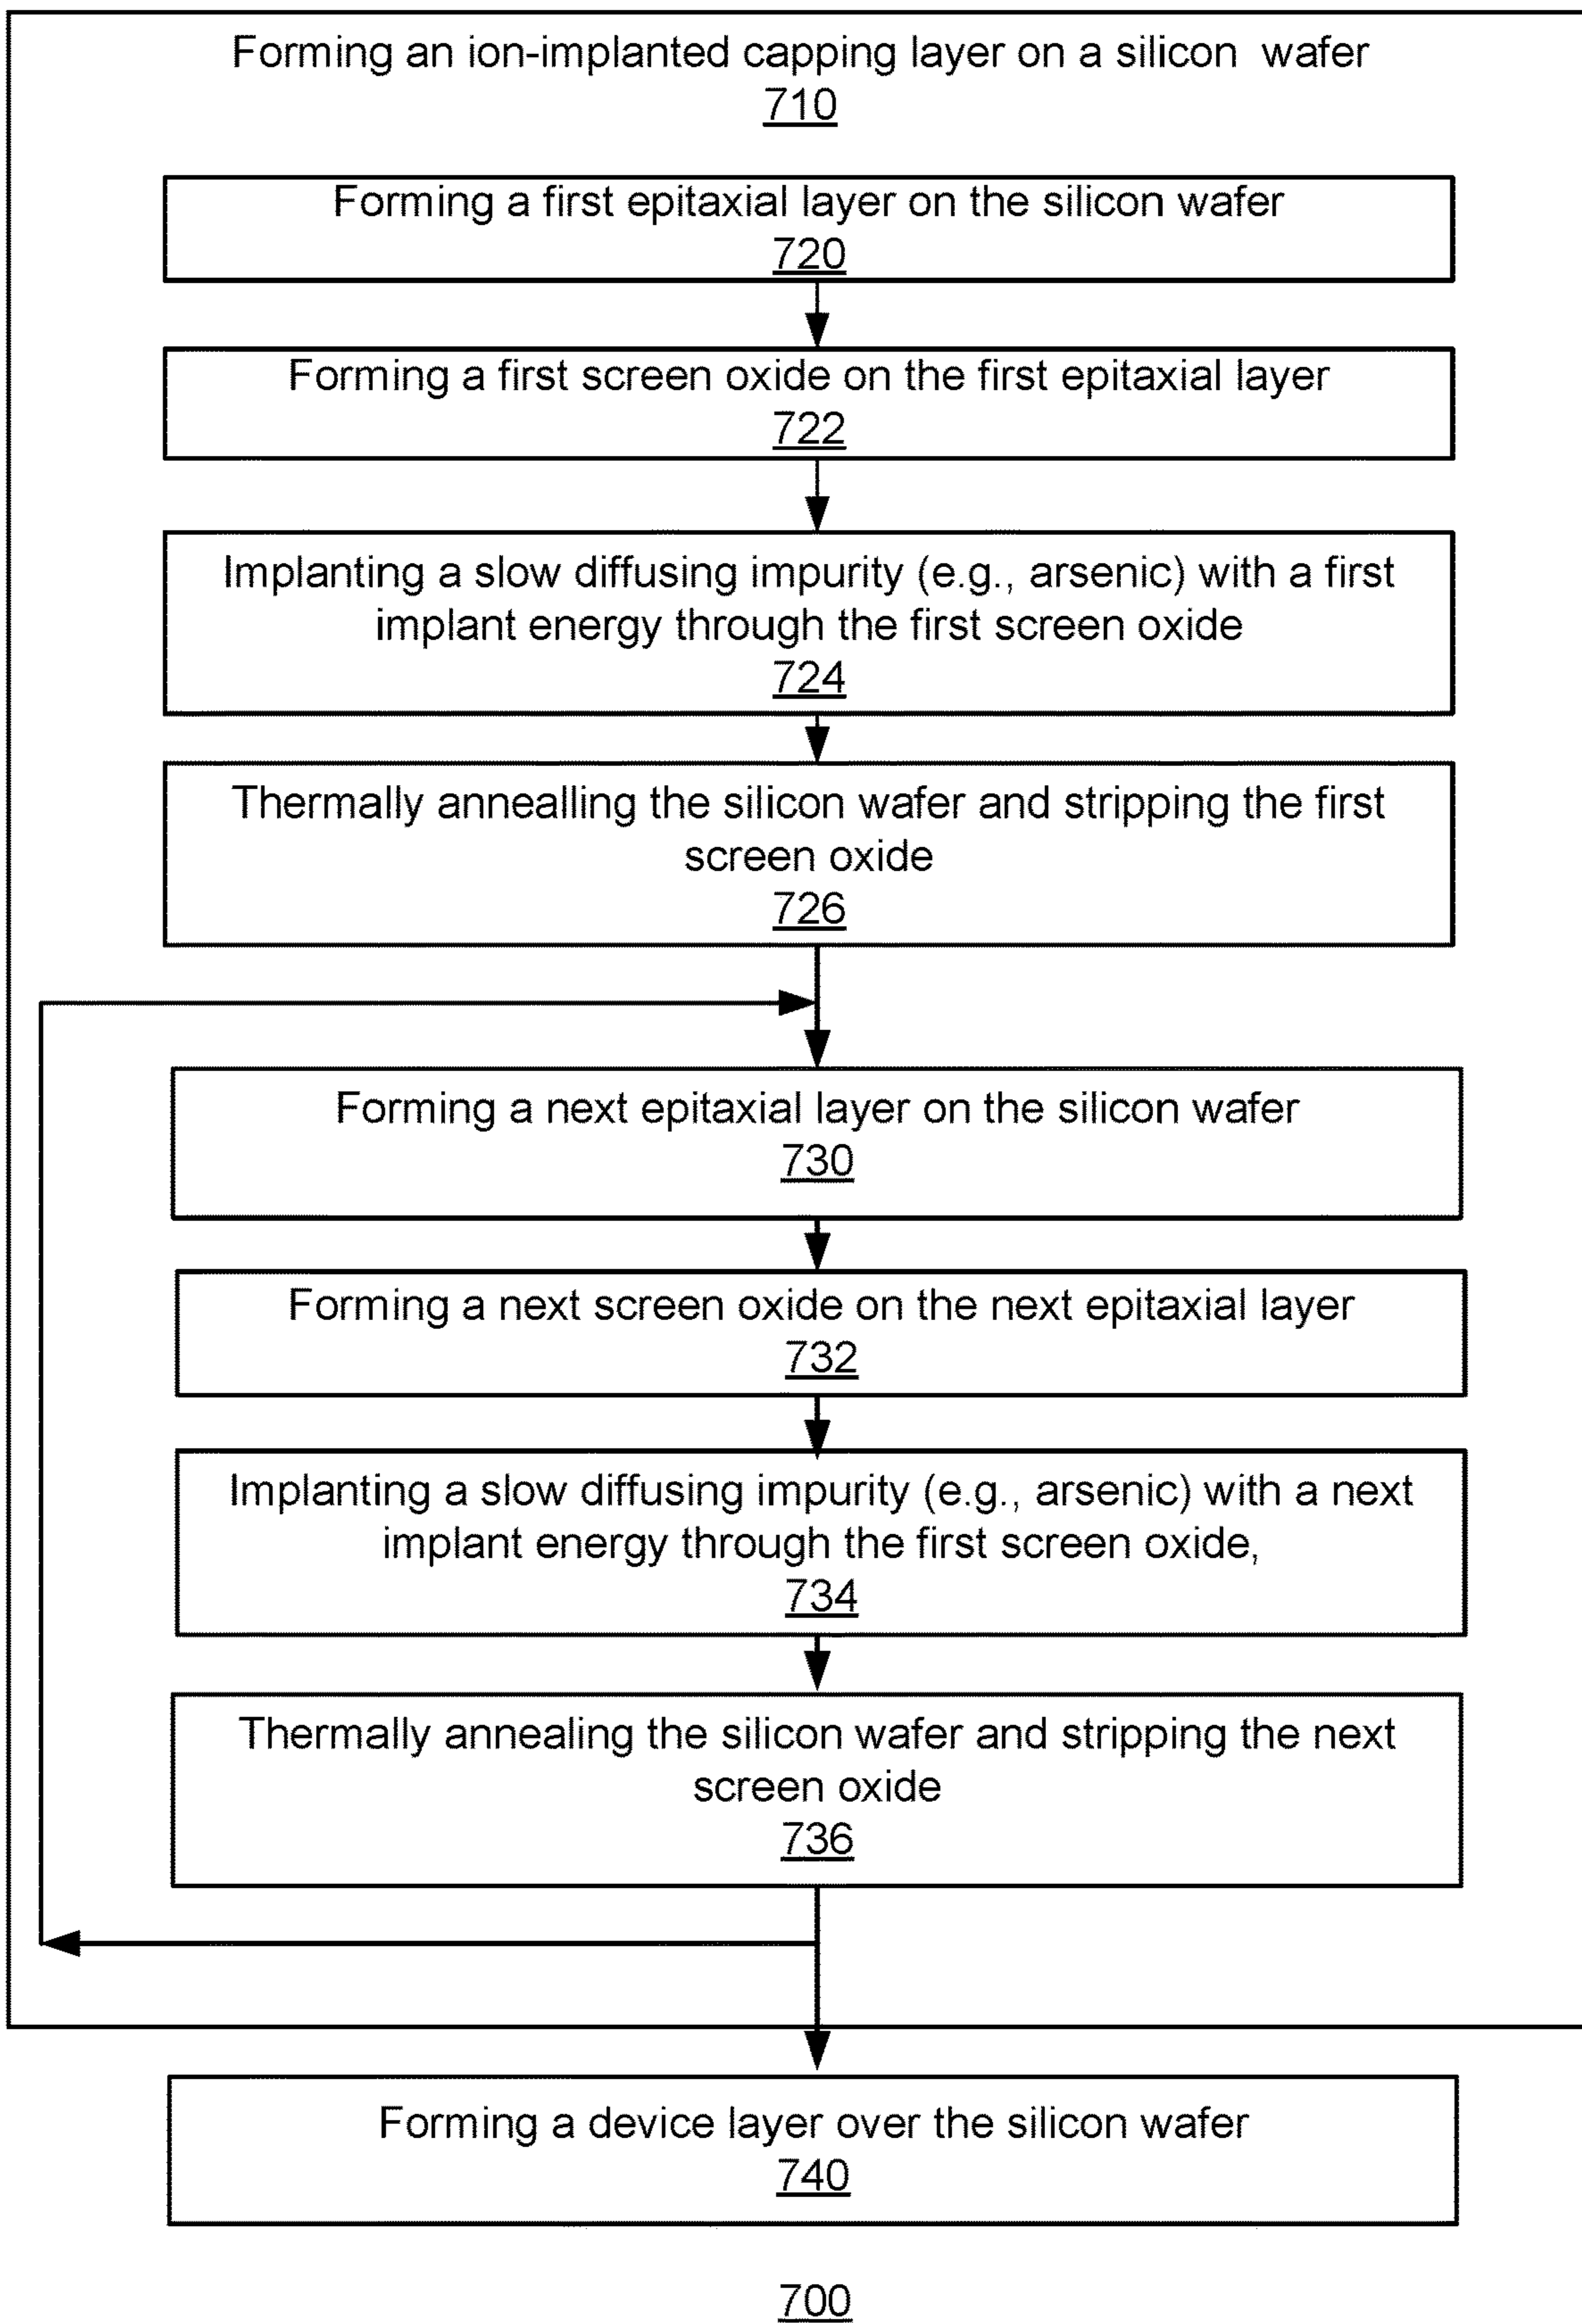 Forming an ion-implanted capping layer on a silicon wafer
710
Forming a first epitaxial layer on the silicon wafer
720
Forming a first screen oxide on the first epitaxial layer
722
Implanting a slow diffusing impurity (e.g., arsenic) with a first
implant energy through the first screen oxide
724
Thermally annealling the silicon wafer and stripping the first
screen oxide
726
Forming a next epitaxial layer on the silicon wafer
730
Forming a next screen oxide on the next epitaxial layer
732
Implanting a slow diffusing impurity (e.g., arsenic) with a next
implant energy through the first screen oxide,
734
Thermally annealing the silicon wafer and stripping the next
screen oxide
736
Forming a device layer over the silicon wafer
740
700